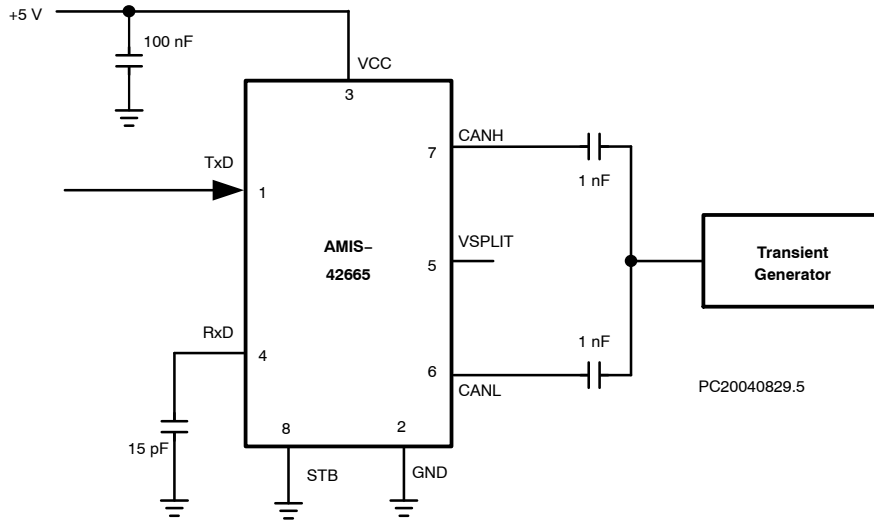 +5 V
100 nF
VCC
3
CANH
7
TxD
1 nF
1
AMIS−
42665
VSPLIT
5
Transient
Generator
RxD
4
1 nF
6
CANL
PC20040829.5
15 pF
8
2
STB
GND